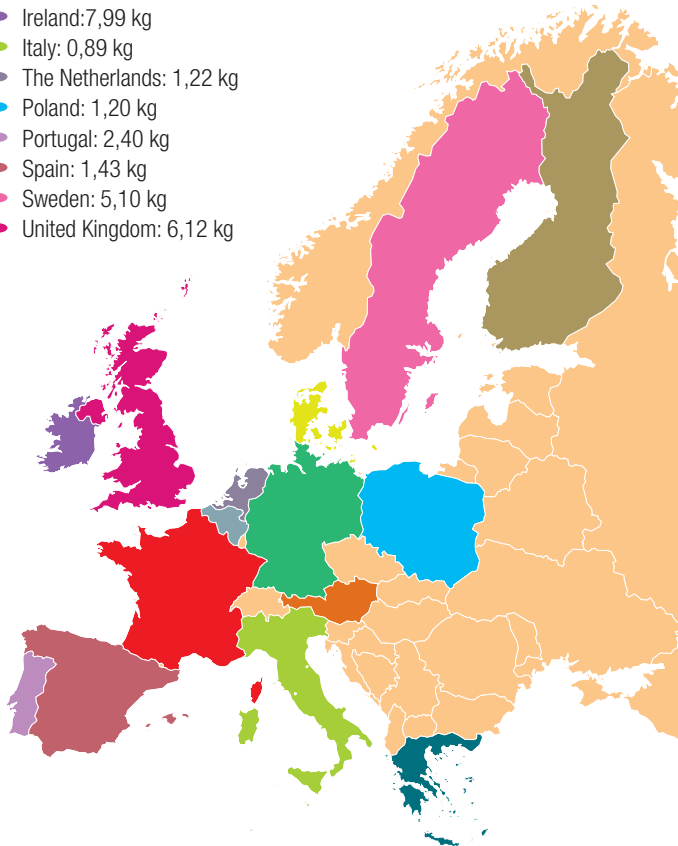 Ireland:7,99 kg
Italy: 0,89 kg
The Netherlands: 1,22 kg
Poland: 1,20 kg
Portugal: 2,40 kg
Spain: 1,43 kg
Sweden: 5,10 kg
United Kingdom: 6,12 kg